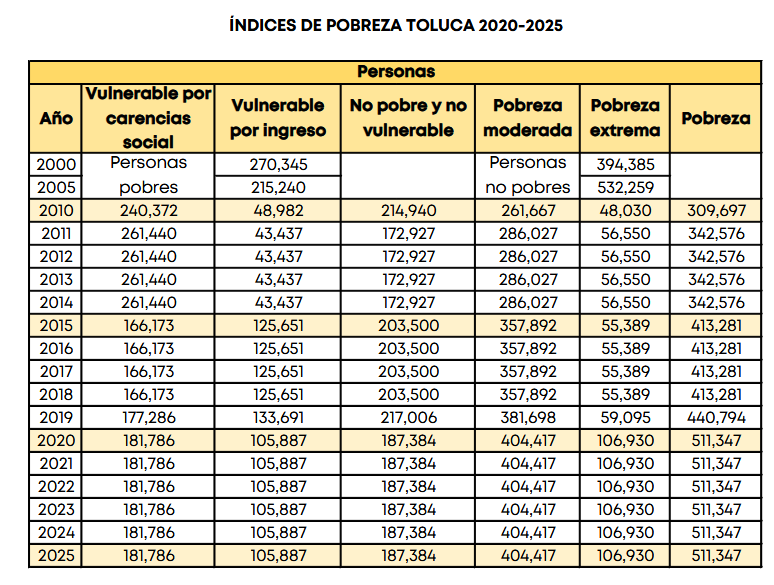 ÍNDICES DE POBREZA TOLUCA 2020-2025
Personas
Año Vulnerable por carencias social Vulnerable por ingreso No pobre y no vulnerable Pobreza moderada Pobreza extrema Pobreza
2000 Personas 270,345 Personas 394,385
2005 pobres 215,240 no pobres 532,259
2010 240,372 48,982 214,940 261,667 48,030 309,697
2011 261,440 43,437 172,927 286,027 56,550 342,576
2012 261,440 43,437 172,927 286,027 56,550 342,576
2013 261,440 43,437 172,927 286,027 56,550 342,576
2014 261,440 43,437 172,927 286,027 56,550 342,576
2015 166,173 125,651 203,500 357,892 55,389 413,281
2016 166,173 125,651 203,500 357,892 55,389 413,281
2017 166,173 125,651 203,500 357,892 55,389 413,281
2018 166,173 125,651 203,500 357,892 55,389 413,281
2019 177,286 133,691 217,006 381,698 59,095 440,794
2020 181,786 105,887 187,384 404,417 106,930 511,347
2021 181,786 105,887 187,384 404,417 106,930 511,347
2022 181,786 105,887 187,384 404,417 106,930 511,347
2023 181,786 105,887 187,384 404,417 106,930 511,347
2024 181,786 105,887 187,384 404,417 106,930 511,347
2025 181,786 105,887 187,384 404,417 106,930 511,347